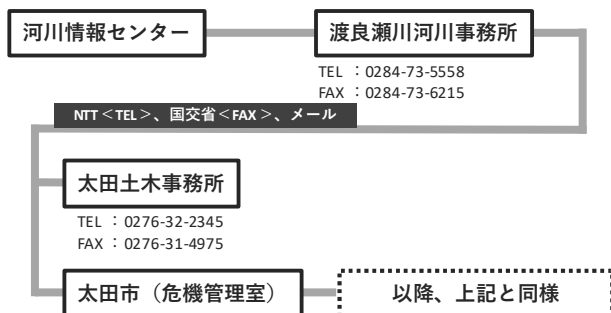 河川情報センター
渡良瀬川河川事務所
TEL ：0284-73-5558
FAX ：0284-73-6215
NTT＜TEL＞、国交省＜FAX＞、メール
太田土木事務所
TEL ：0276-32-2345
FAX ：0276-31-4975
太田市（危機管理室）
以降、上記と同様